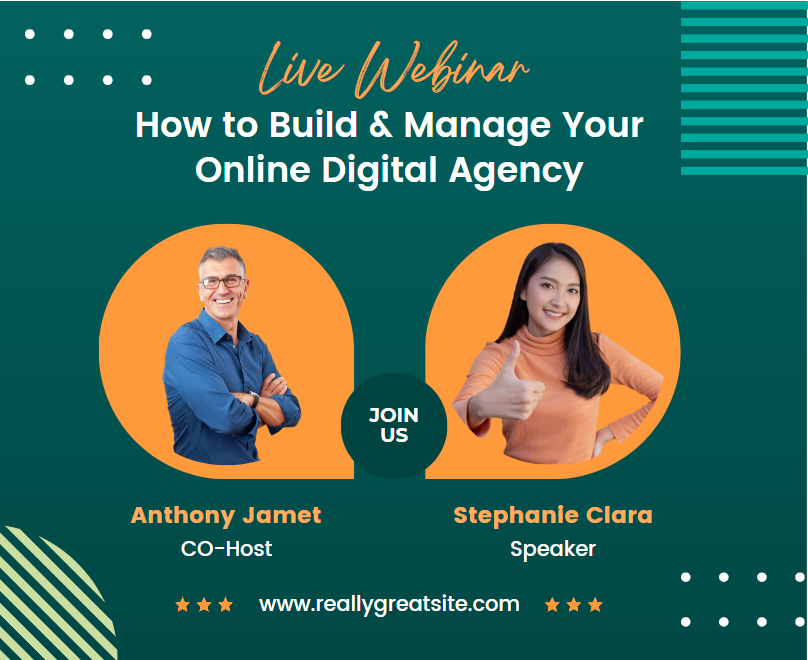 Live Webinar
How to Build & Manage Your
Online Digital Agency
JOIN
US
Anthony Jamet
CO-Host
Stephanie Clara
Speaker
www.reallygreatsite.com